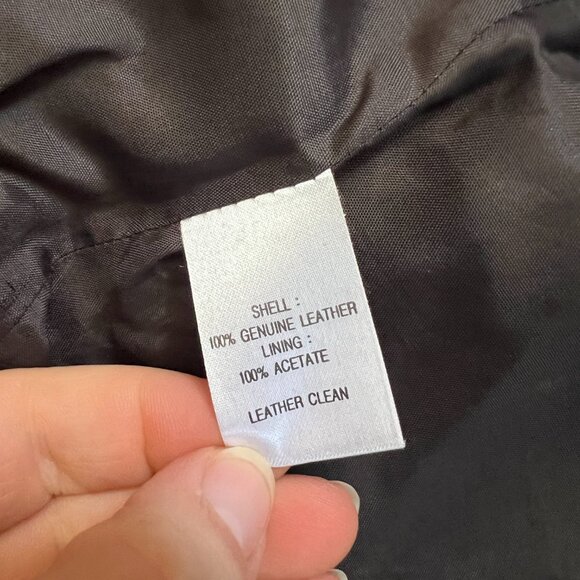 SHELL :
100% GENUINE LEATHER
LINING :
100% ACETATE
LEATHER CLEAN